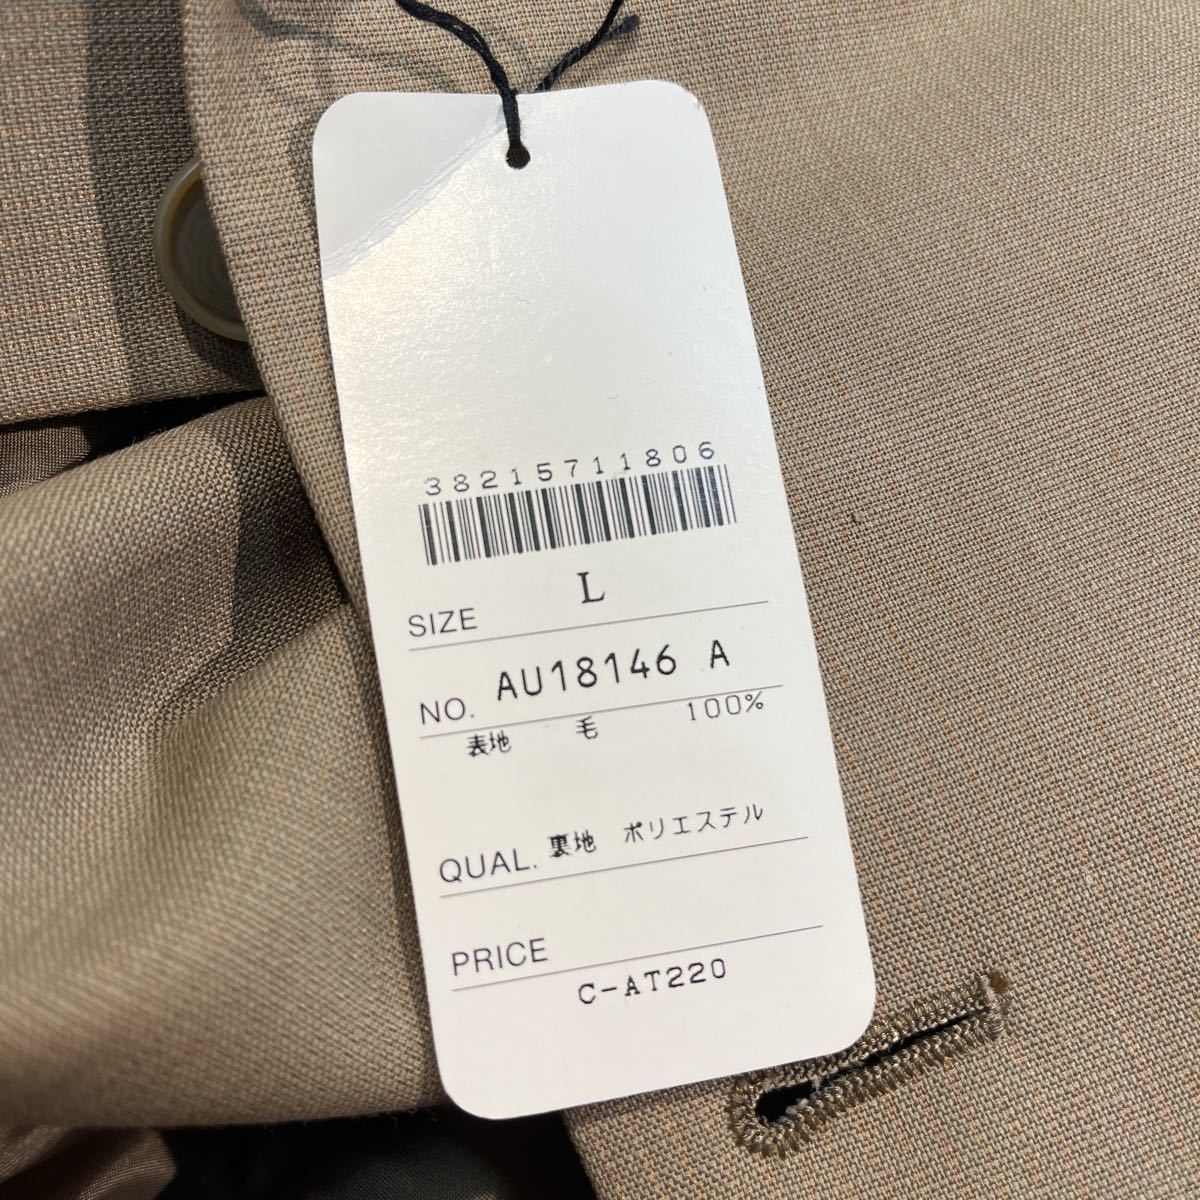 38215711806
SIZE L
NO. AU18146 A
表地 毛 100%
QUAL. 裏地 ポリエステル
PRICE
C-AT220